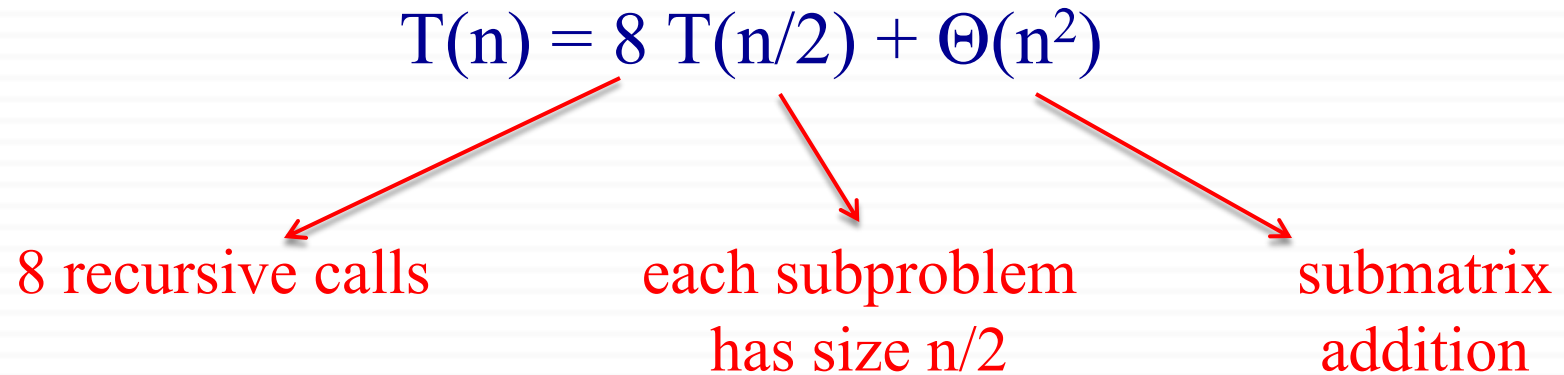 T(n) = 8 T(n/2) + Θ(n²)
8 recursive calls
each subproblem
has size n/2
submatrix
addition